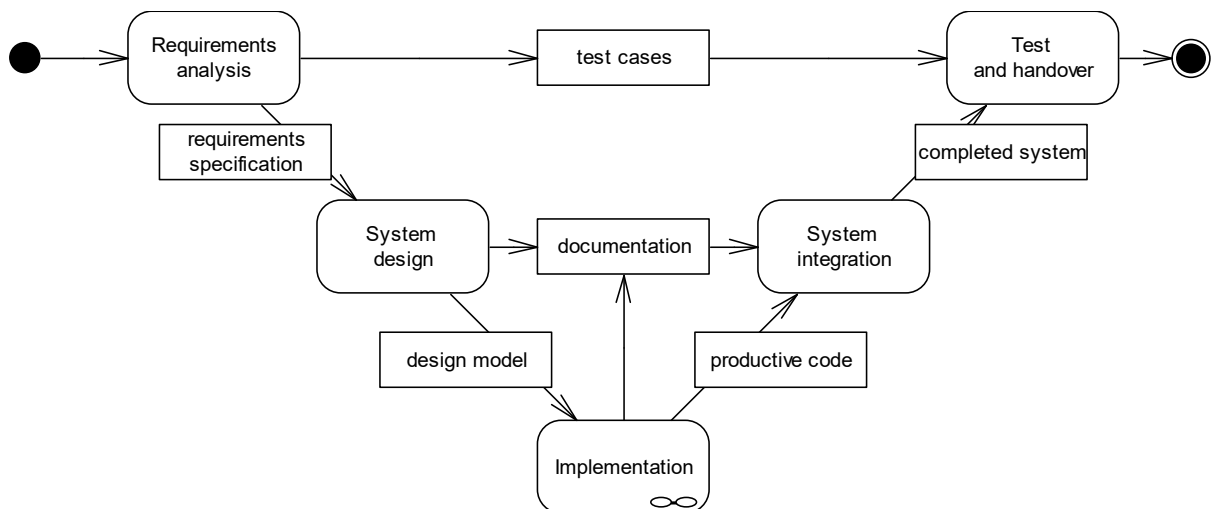 Requirements
analysis
test cases
Test
and handover
requirements
specification
completed system
System
design
documentation
System
integration
design model
productive code
Implementation